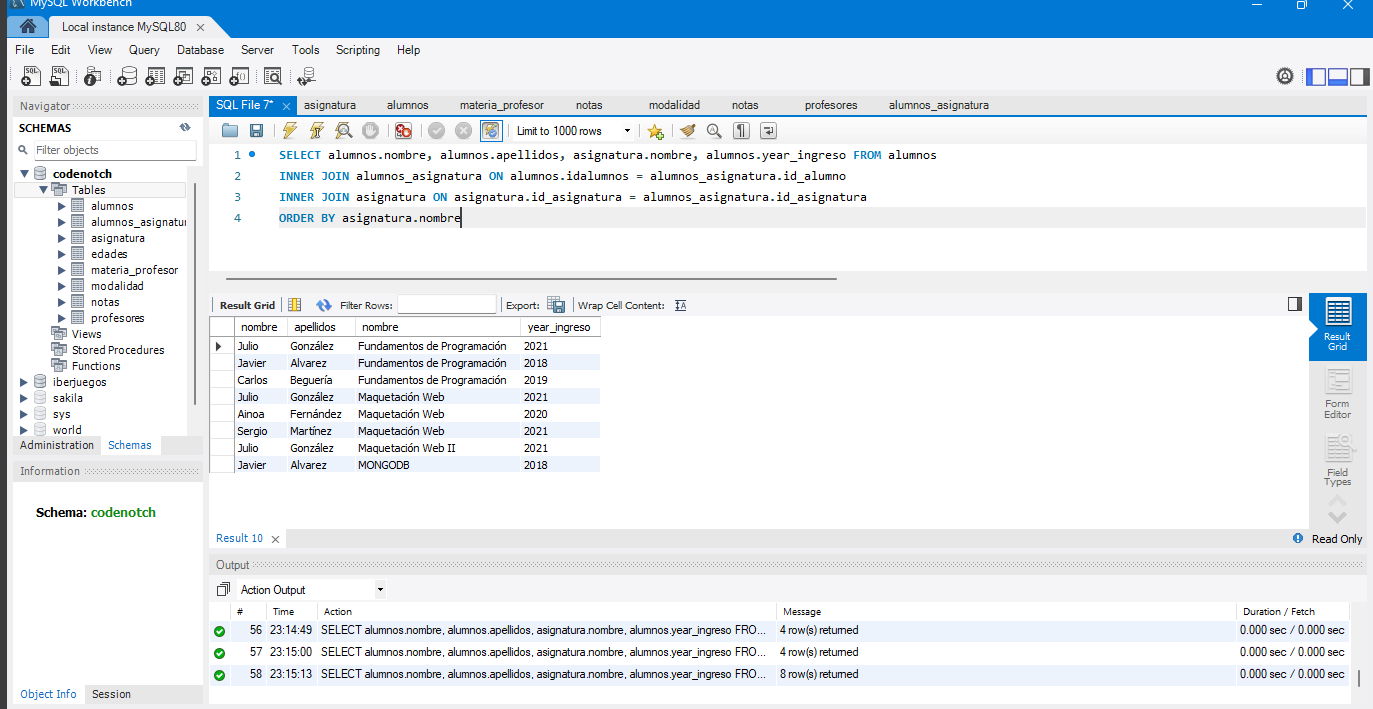 MySQL Workbench
Local instance MySQL80
File Edit View Query Database Server Tools Scripting Help
Navigator
SCHEMAS
Filter objects
codenotch
Tables
alumnos
alumnos_asignatur
asignatura
edades
materia_profesor
modalidad
notas
profesores
Views
Stored Procedures
Functions
iberjuegos
sakila
sys
world
Administration Schemas
Information
Schema: codenotch
Object Info Session
SQL File 7* asignatura alumnos materia_profesor notas modalidad notas profesores alumnos_asignatura
Limit to 1000 rows
1 SELECT alumnos.nombre, alumnos.apellidos, asignatura.nombre, alumnos.year_ingreso FROM alumnos
2 INNER JOIN alumnos_asignatura ON alumnos.idalumnos = alumnos_asignatura.id_alumno
3 INNER JOIN asignatura ON asignatura.id_asignatura = alumnos_asignatura.id_asignatura
4 ORDER BY asignatura.nombre
Result Grid Filter Rows: Export: Wrap Cell Content:
nombre apellidos nombre year_ingreso
Julio González Fundamentos de Programación 2021
Javier Alvarez Fundamentos de Programación 2018
Carlos Beguería Fundamentos de Programación 2019
Julio González Maquetación Web 2021
Ainoa Fernández Maquetación Web 2020
Sergio Martínez Maquetación Web 2021
Julio González Maquetación Web II 2021
Javier Alvarez MONGODB 2018
Result
Grid
Form
Editor
Field
Types
Result 10 Read Only
Output
Action Output
# Time Action Message Duration / Fetch
56 23:14:49 SELECT alumnos.nombre, alumnos.apellidos, asignatura.nombre, alumnos.year_ingreso FRO... 4 row(s) returned 0.000 sec / 0.000 sec
57 23:15:00 SELECT alumnos.nombre, alumnos.apellidos, asignatura.nombre, alumnos.year_ingreso FRO... 4 row(s) returned 0.000 sec / 0.000 sec
58 23:15:13 SELECT alumnos.nombre, alumnos.apellidos, asignatura.nombre, alumnos.year_ingreso FRO... 8 row(s) returned 0.000 sec / 0.000 sec